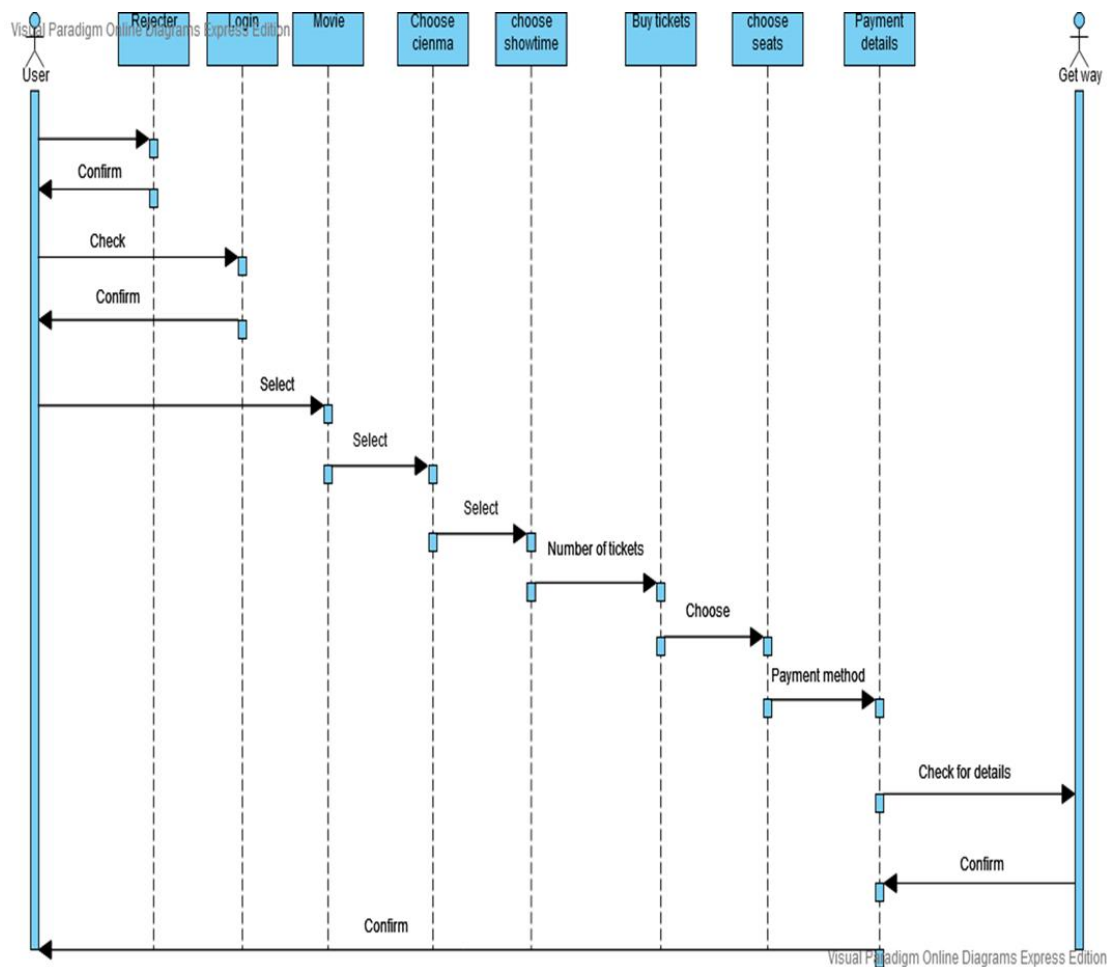 Rejecter
Login
Movie
Choose
cienma
choose
showtime
Buy tickets
choose
seats
Payment
details
Visual Paradigm Online Diagrams Express Edition
User
Get way
Confirm
Check
Confirm
Select
Select
Select
Number of tickets
Choose
Payment method
Check for details
Confirm
Confirm
Visual Paradigm Online Diagrams Express Edition